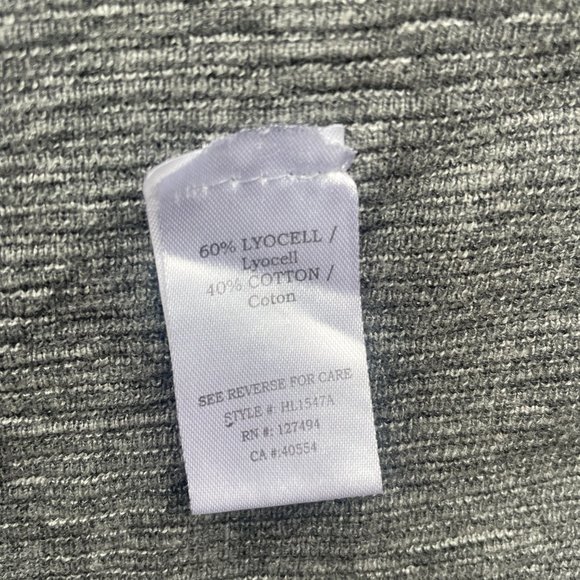 60% LYOCELL /
Lyocell
40% COTTON /
Coton
SEE REVERSE FOR CARE
STYLE #: HL1547A
RN #: 127494
CA #:40554